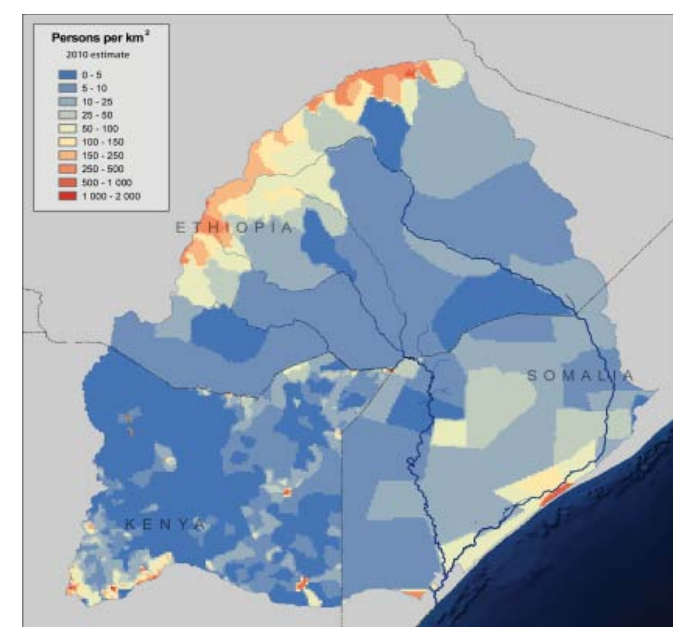 Persons per km²
2010 estimate
0 - 5
5 - 10
10 - 25
25 - 50
50 - 100
100 - 150
150 - 250
250 - 500
500 - 1 000
1 000 - 2 000
ETHIOPIA
SOMALIA
KENYA